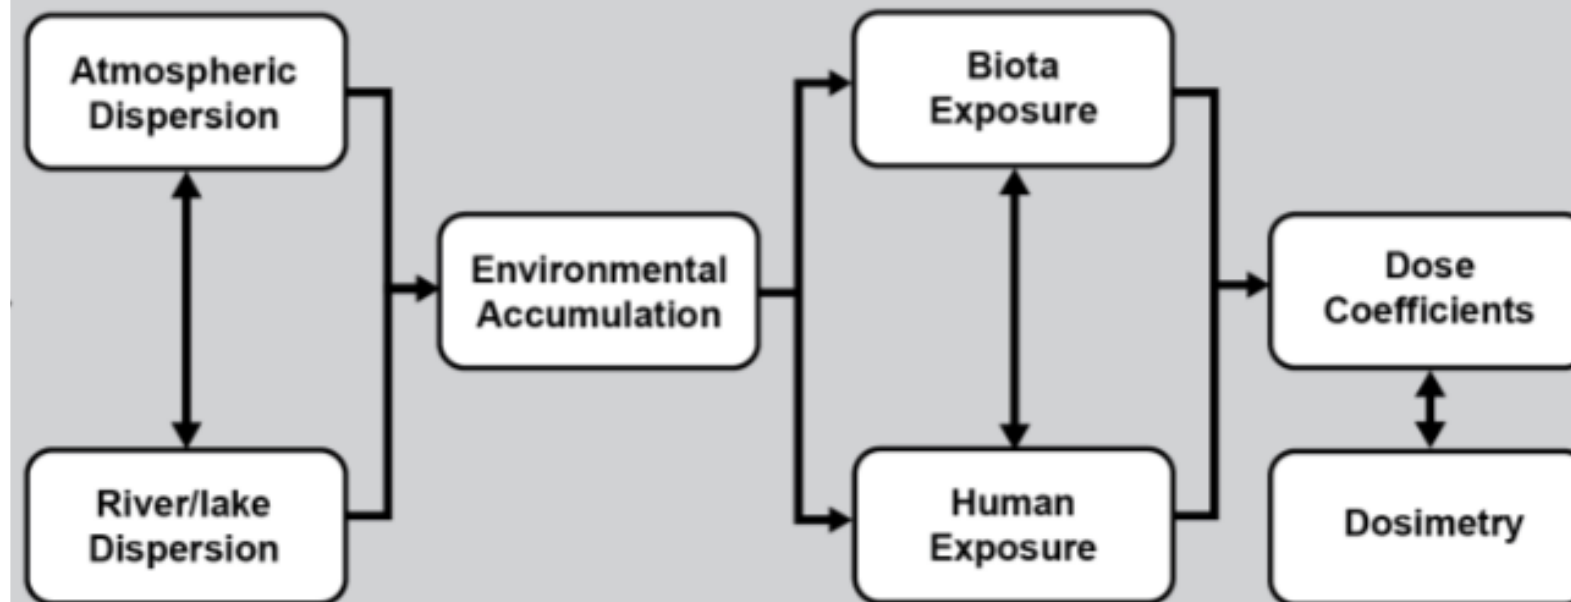 Atmospheric
Dispersion
River/lake
Dispersion
Environmental
Accumulation
Biota
Exposure
Human
Exposure
Dose
Coefficients
Dosimetry